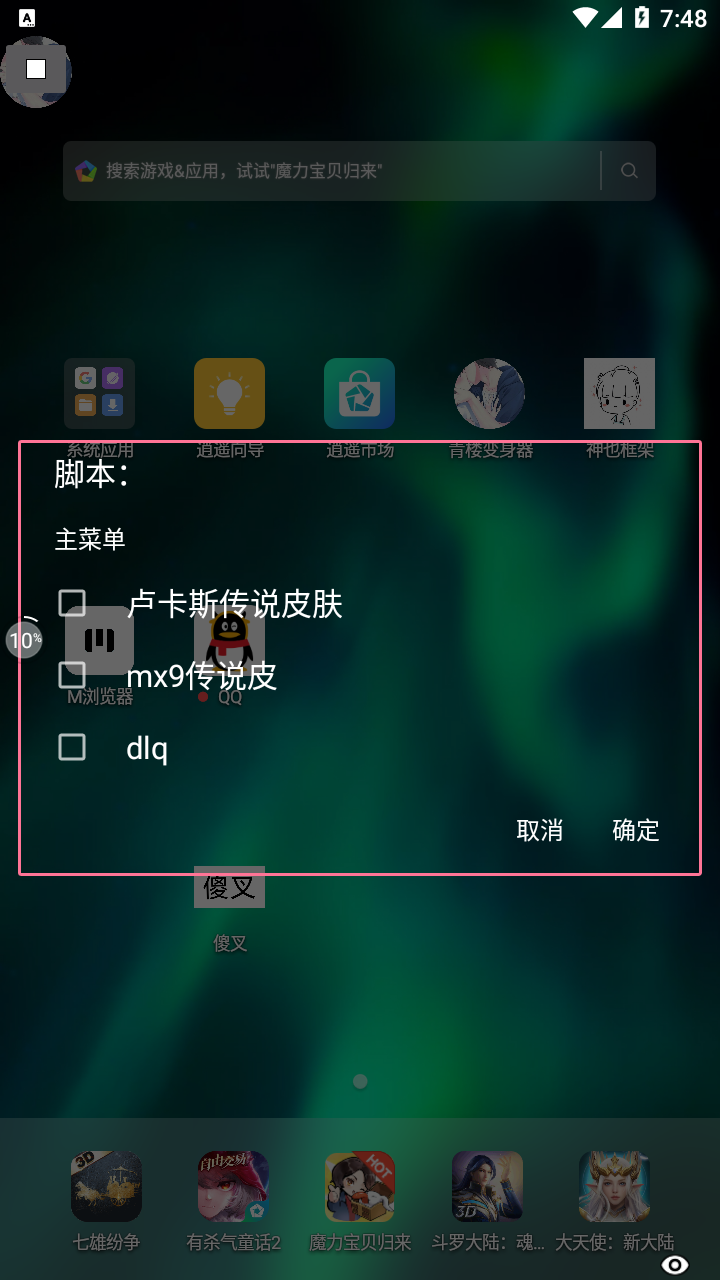 A
7:48
搜索游戏&应用，试试"魔力宝贝归来"
系统应用
逍遥向导
逍遥市场
青楼变身器
神也框架
脚本：
主菜单
卢卡斯传说皮肤
10%
M浏览器
QQ
mx9传说皮
dlq
取消
确定
傻叉
傻叉
3D
自由交易!
HOT
3D
七雄纷争
有杀气童话2
魔力宝贝归来
斗罗大陆：魂...
大天使：新大陆